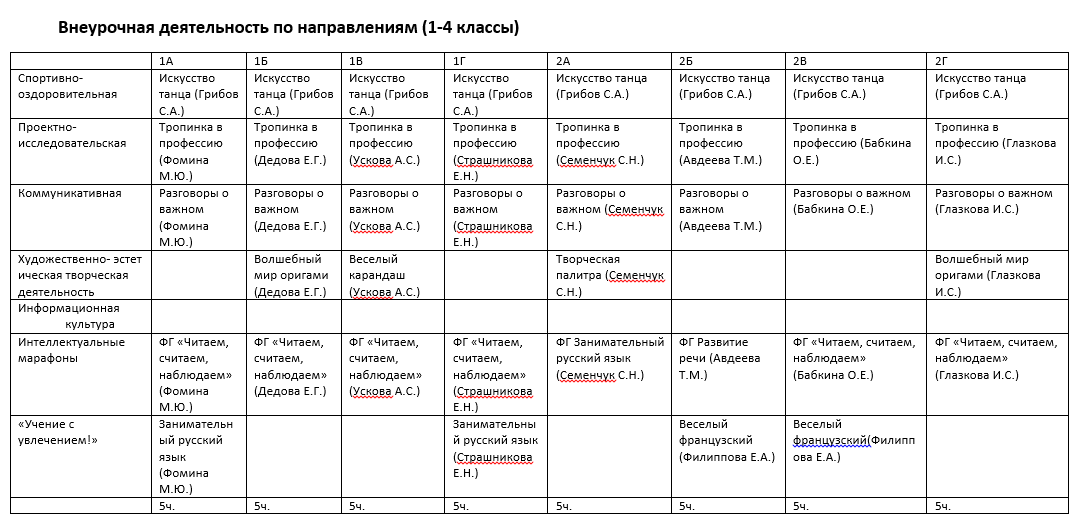 Внеурочная деятельность по направлениям (1-4 классы)
1А 1Б 1В 1Г 2А 2Б 2В 2Г
Спортивно-
оздоровительная
Искусство
танца (Грибов
С.А.)
Искусство
танца (Грибов
С.А.)
Искусство
танца (Грибов
С.А.)
Искусство
танца (Грибов
С.А.)
Искусство танца
(Грибов С.А.)
Искусство танца
(Грибов С.А.)
Искусство танца
(Грибов С.А.)
Искусство танца
(Грибов С.А.)
Проектно-
исследовательская
Тропинка в
профессию
(Фомина
М.Ю.)
Тропинка в
профессию
(Дедова Е.Г.)
Тропинка в
профессию
(Ускова А.С.)
Тропинка в
профессию
(Страшникова
Е.Н.)
Тропинка в
профессию
(Семенчук С.Н.)
Тропинка в
профессию
(Авдеева Т.М.)
Тропинка в
профессию (Бабкина
О.Е.)
Тропинка в
профессию (Глазкова
И.С.)
Коммуникативная
Разговоры о
важном
(Фомина
М.Ю.)
Разговоры о
важном
(Дедова Е.Г.)
Разговоры о
важном
(Ускова А.С.)
Разговоры о
важном
(Страшникова
Е.Н.)
Разговоры о
важном (Семенчук
С.Н.)
Разговоры о
важном
(Авдеева Т.М.)
Разговоры о важном
(Бабкина О.Е.)
Разговоры о важном
(Глазкова И.С.)
Художественно- эстет
ическая творческая
деятельность
Волшебный
мир оригами
(Дедова Е.Г.)
Веселый
карандаш
(Ускова А.С.)
Творческая
палитра (Семенчук
С.Н.)
Волшебный мир
оригами (Глазкова
И.С.)
Информационная
культура
Интеллектуальные
марафоны
ФГ «Читаем,
считаем,
наблюдаем»
(Фомина
М.Ю.)
ФГ «Читаем,
считаем,
наблюдаем»
(Дедова Е.Г.)
ФГ «Читаем,
считаем,
наблюдаем»
(Ускова А.С.)
ФГ «Читаем,
считаем,
наблюдаем»
(Страшникова
Е.Н.)
ФГ Занимательный
русский язык
(Семенчук С.Н.)
ФГ Развитие
речи (Авдеева
Т.М.)
ФГ «Читаем, считаем,
наблюдаем»
(Бабкина О.Е.)
ФГ «Читаем, считаем,
наблюдаем»
(Глазкова И.С.)
«Учение с
увлечением!»
Занимательн
ый русский
язык
(Фомина
М.Ю.)
Занимательны
й русский язык
(Страшникова
Е.Н.)
Веселый
французский
(Филиппова Е.А.)
Веселый
французский(Филипп
ова Е.А.)
5ч. 5ч. 5ч. 5ч. 5ч. 5ч. 5ч. 5ч.